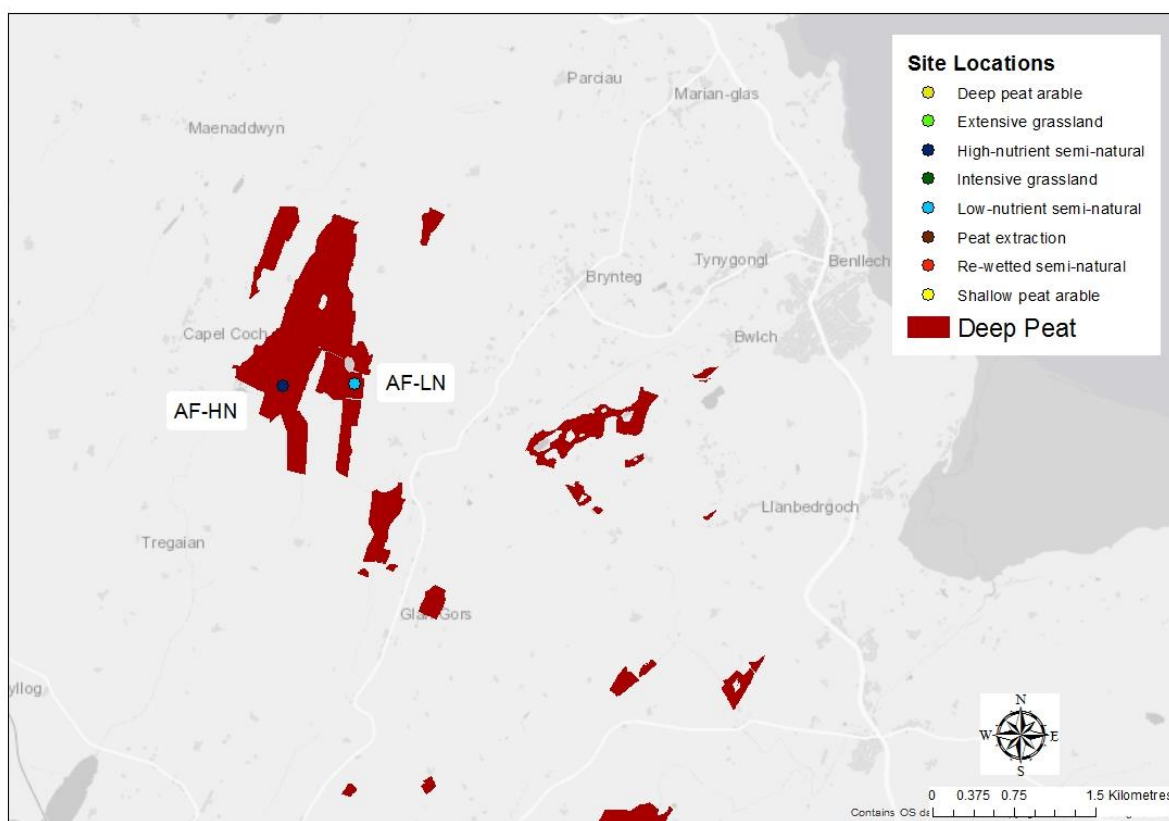 Parciau
Marian-glas
Maenaddwyn
Brynteg
Tynygongl
Benllech
Capel Coch
Bwlch
AF-HN
AF-LN
Llanbedrgoch
Tregaian
Glan Gors
yllog
Site Locations
Deep peat arable
Extensive grassland
High-nutrient semi-natural
Intensive grassland
Low-nutrient semi-natural
Peat extraction
Re-wetted semi-natural
Shallow peat arable
Deep Peat
N
W
E
S
0 0.375 0.75 1.5 Kilometres
Contains OS da